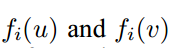 fᵢ(u) and fᵢ(v)